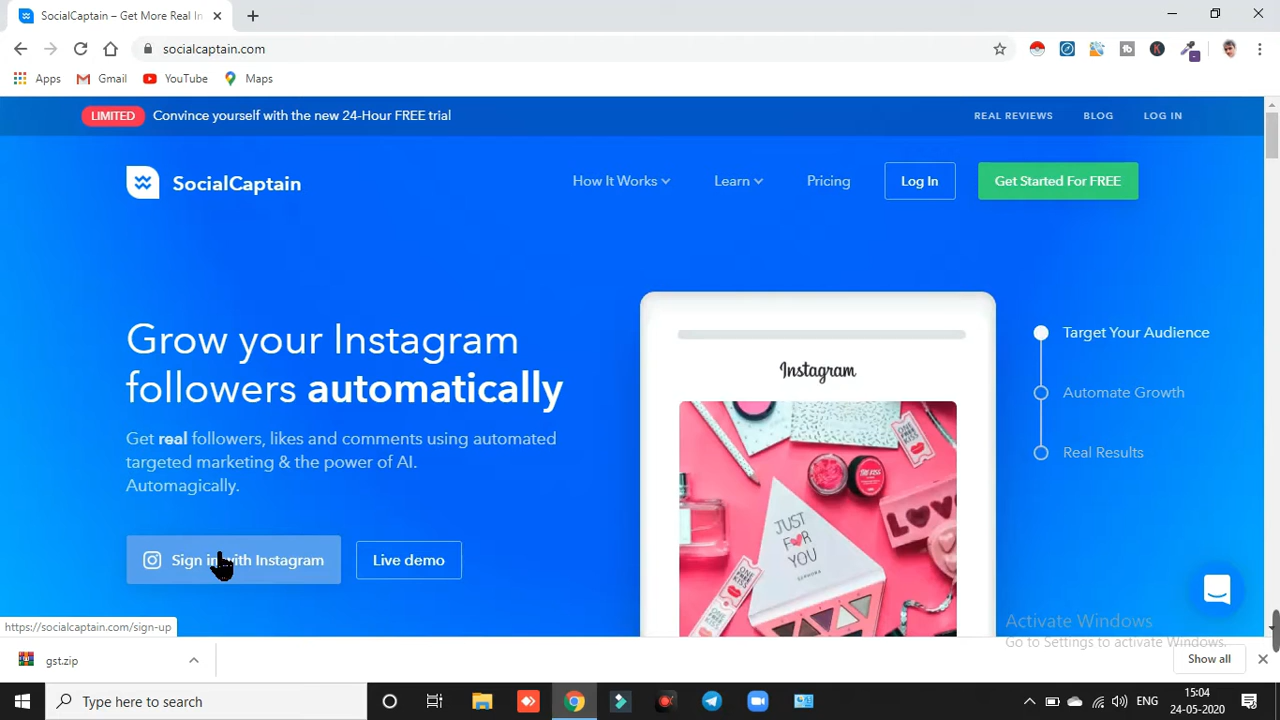 SocialCaptain – Get More Real In
socialcaptain.com
Apps
Gmail
YouTube
Maps
LIMITED
Convince yourself with the new 24-Hour FREE trial
REAL REVIEWS
BLOG
LOG IN
SocialCaptain
How It Works
Learn
Pricing
Log In
Get Started For FREE
Grow your Instagram
followers automatically
Get real followers, likes and comments using automated
targeted marketing & the power of AI.
Automagically.
Sign in with Instagram
Live demo
Instagram
JUST
FOR
YOU
SEPHORA
LOVE
Target Your Audience
Automate Growth
Real Results
Activate Windows
Go to Settings to activate Windows.
https://socialcaptain.com/sign-up
gst.zip
Show all
Type here to search
ENG
15:04
24-05-2020